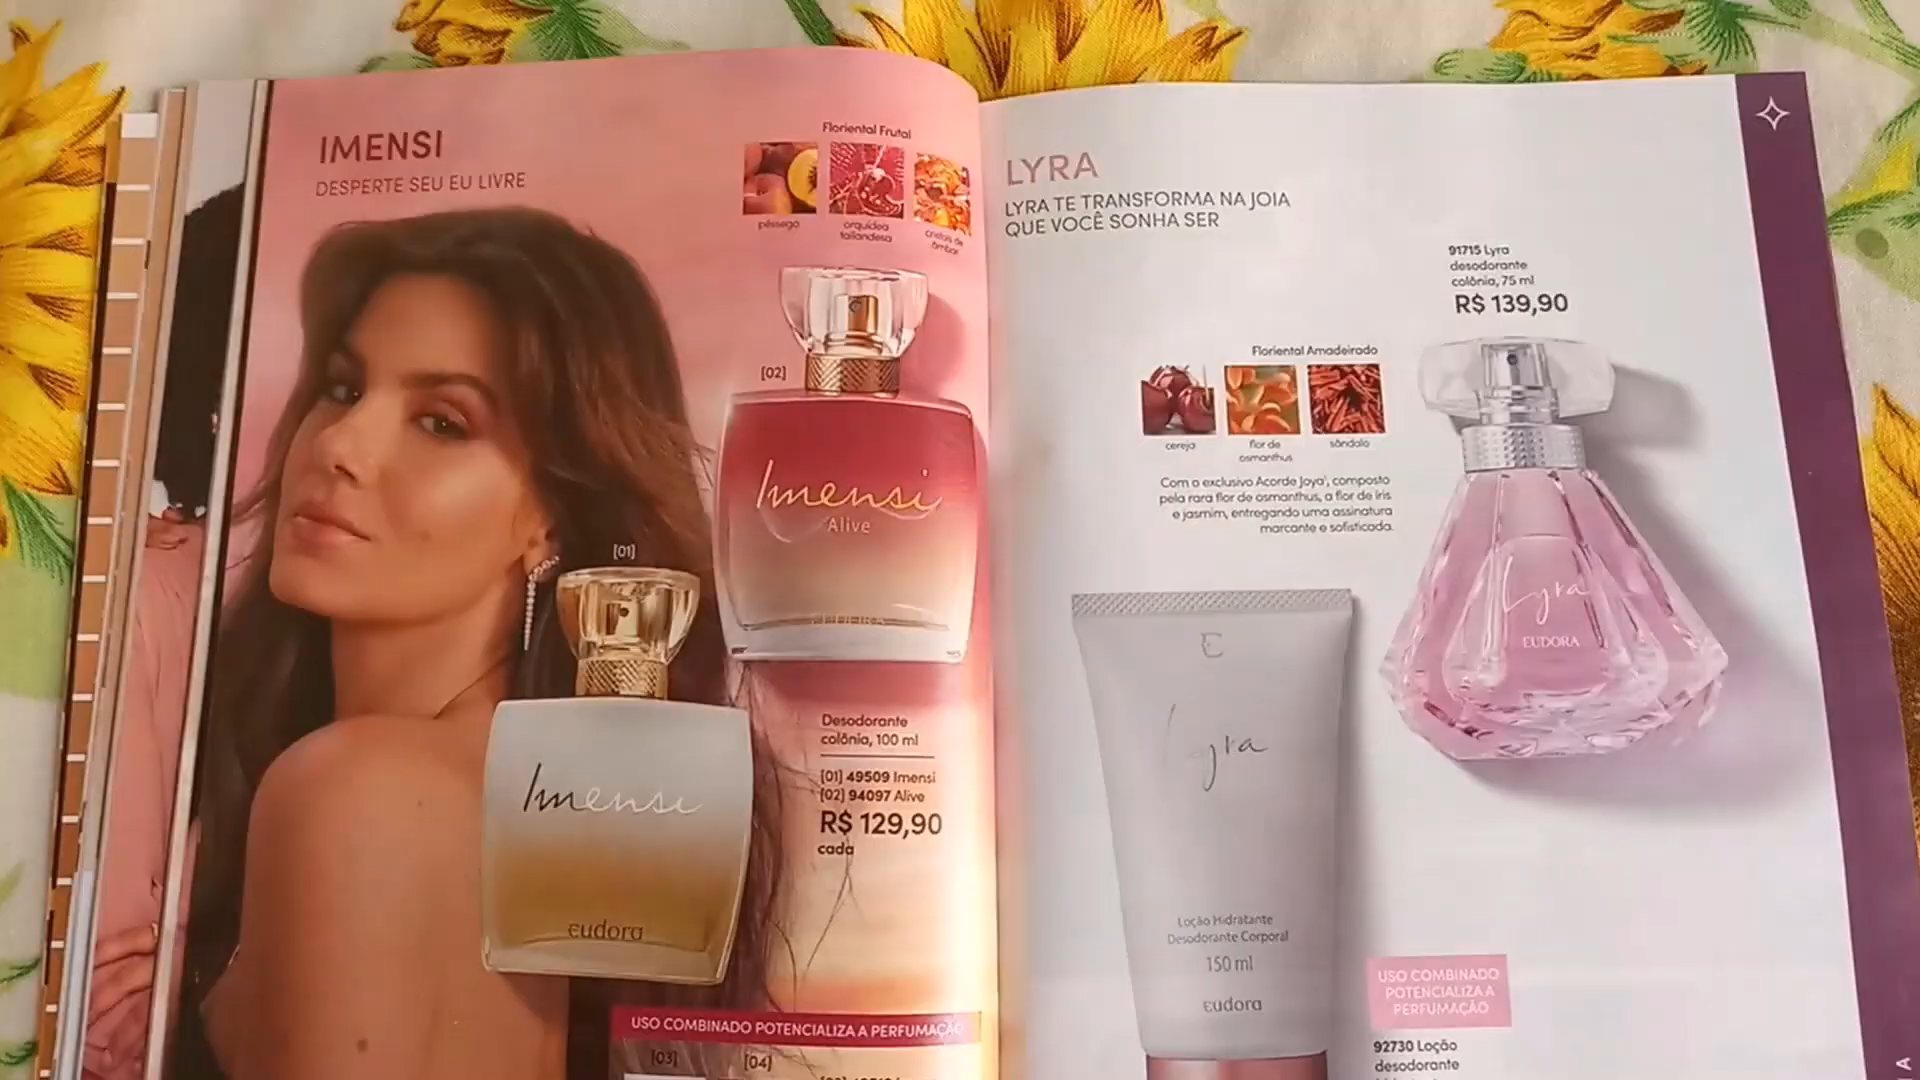 IMENSI
DESPERTE SEU EU LIVRE
Floriental Frutal
pêssego
orquídea
tailandesa
cristais de
âmbar
[02]
Imensi
Alive
[01]
Imensi
eudora
Desodorante
colônia, 100 ml
[01] 49509 Imensi
[02] 94097 Alive
R$ 129,90
cada
USO COMBINADO POTENCIALIZA A PERFUMAÇÃO
[03]
[04]
LYRA
LYRA TE TRANSFORMA NA JOIA
QUE VOCÊ SONHA SER
91715 Lyra
desodorante
colônia, 75 ml
R$ 139,90
Floriental Amadeirado
cereja
flor de
osmanthus
sândalo
Com o exclusivo Acorde Joya¹, composto
pela rara flor de osmanthus, a flor de íris
e jasmim, entregando uma assinatura
marcante e sofisticada.
Lyra
EUDORA
E
Lyra
Loção Hidratante
Desodorante Corporal
150 ml
eudora
USO COMBINADO
POTENCIALIZA A
PERFUMAÇÃO
92730 Loção
desodorante